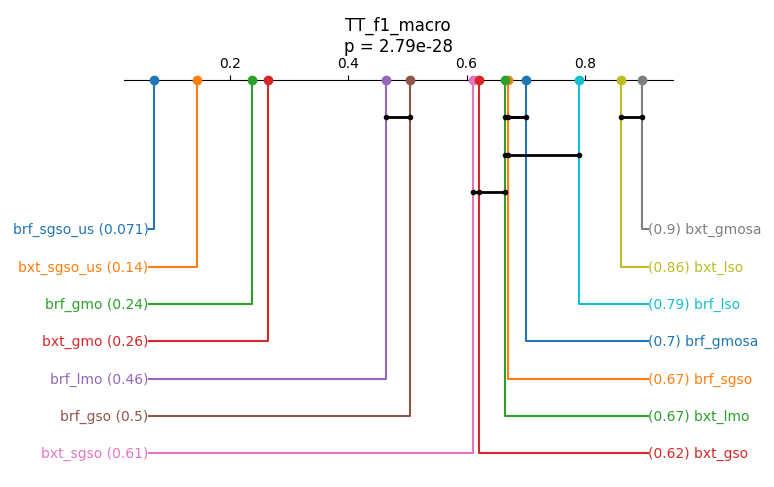 TT_f1_macro
p = 2.79e-28
0.2 0.4 0.6 0.8
brf_sgso_us (0.071) (0.9) bxt_gmosa
bxt_sgso_us (0.14) (0.86) bxt_lso
brf_gmo (0.24) (0.79) brf_lso
bxt_gmo (0.26) (0.7) brf_gmosa
brf_lmo (0.46) (0.67) brf_sgso
brf_gso (0.5) (0.67) bxt_lmo
bxt_sgso (0.61) (0.62) bxt_gso